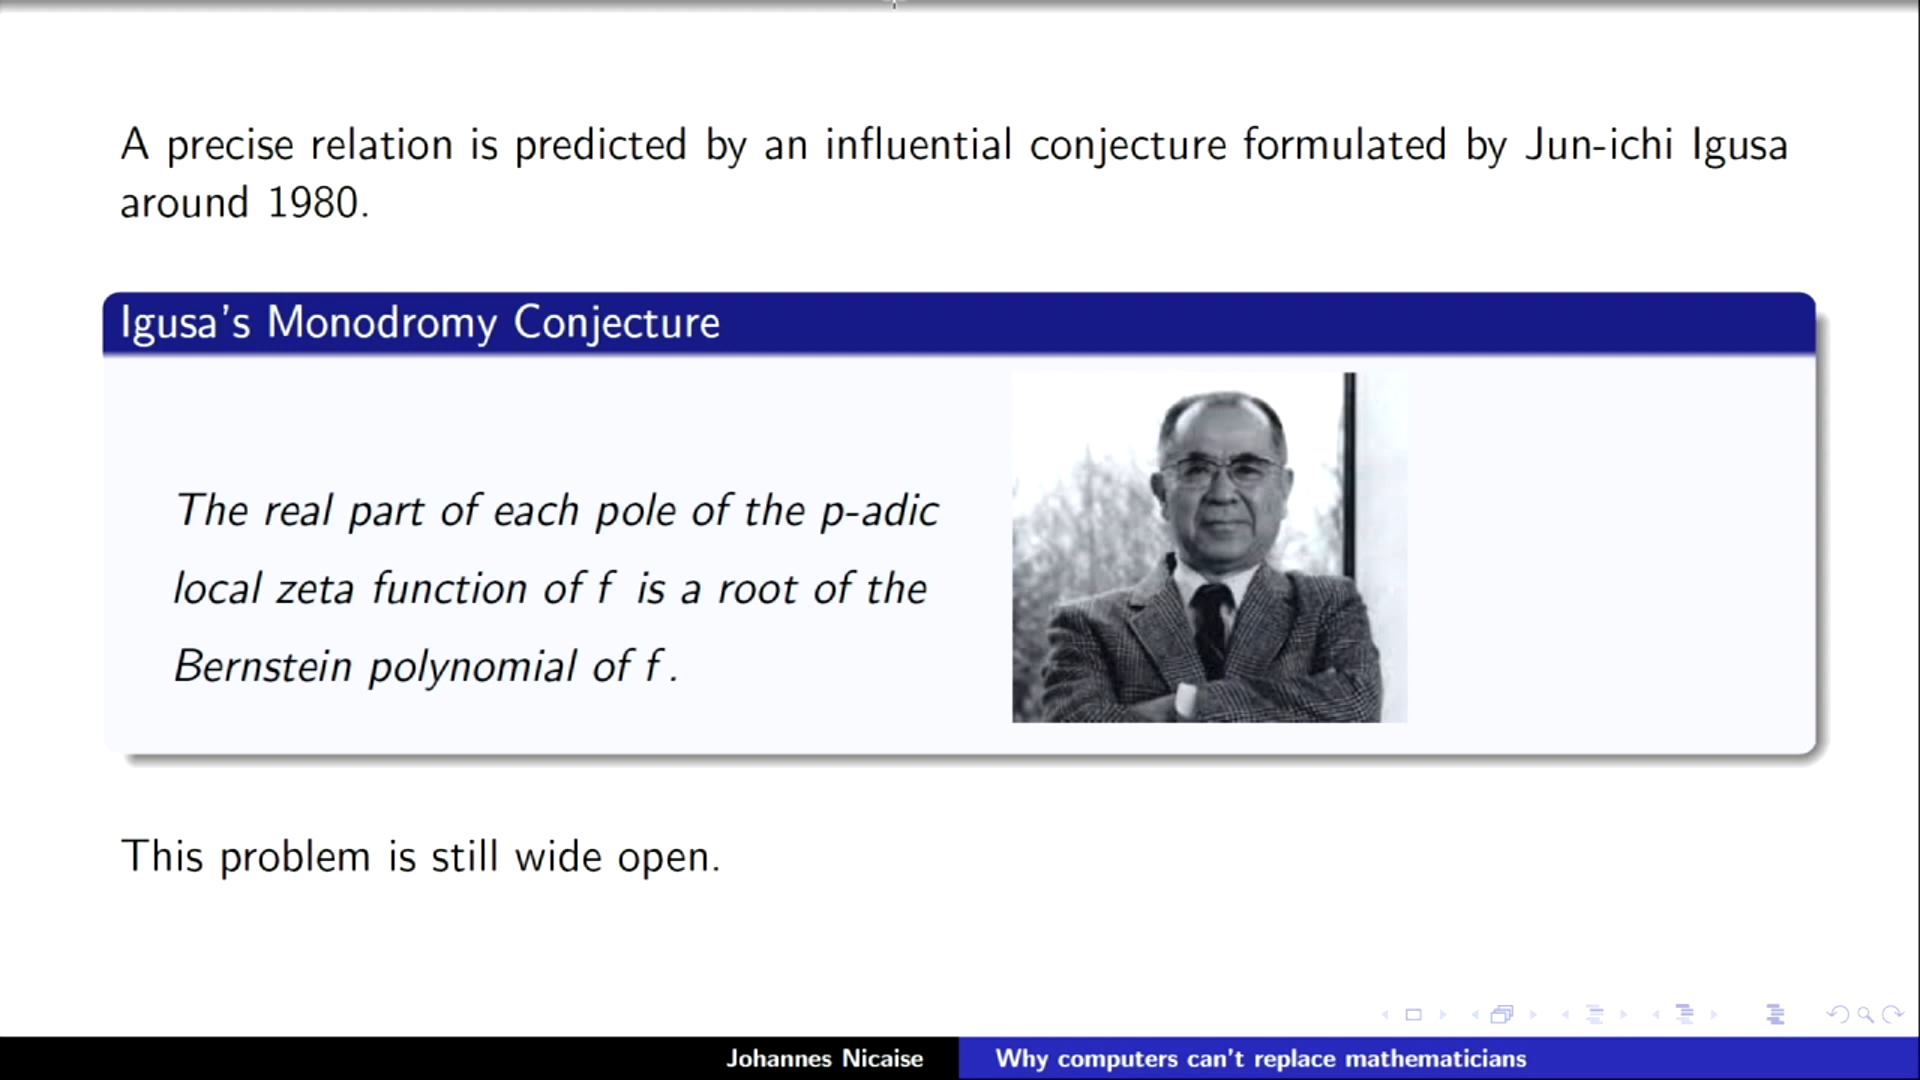 A precise relation is predicted by an influential conjecture formulated by Jun-ichi Igusa
around 1980.
Igusa's Monodromy Conjecture
The real part of each pole of the p-adic
local zeta function of f is a root of the
Bernstein polynomial of f.
This problem is still wide open.
Johannes Nicaise
Why computers can't replace mathematicians